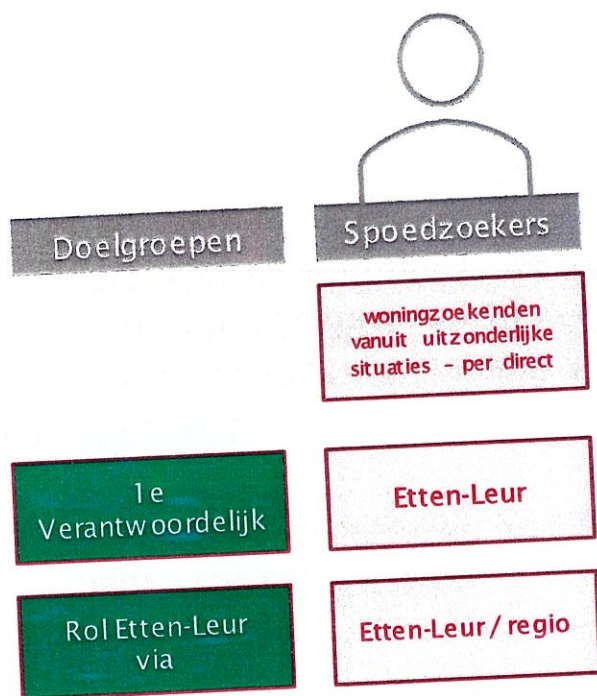 Doelgroepen
Spoedzoekers
woningzoekenden
vanuit uitzonderlijke
situaties - per direct
1e
Verantwoordelijk
Etten-Leur
Rol Etten-Leur
via
Etten-Leur / regio